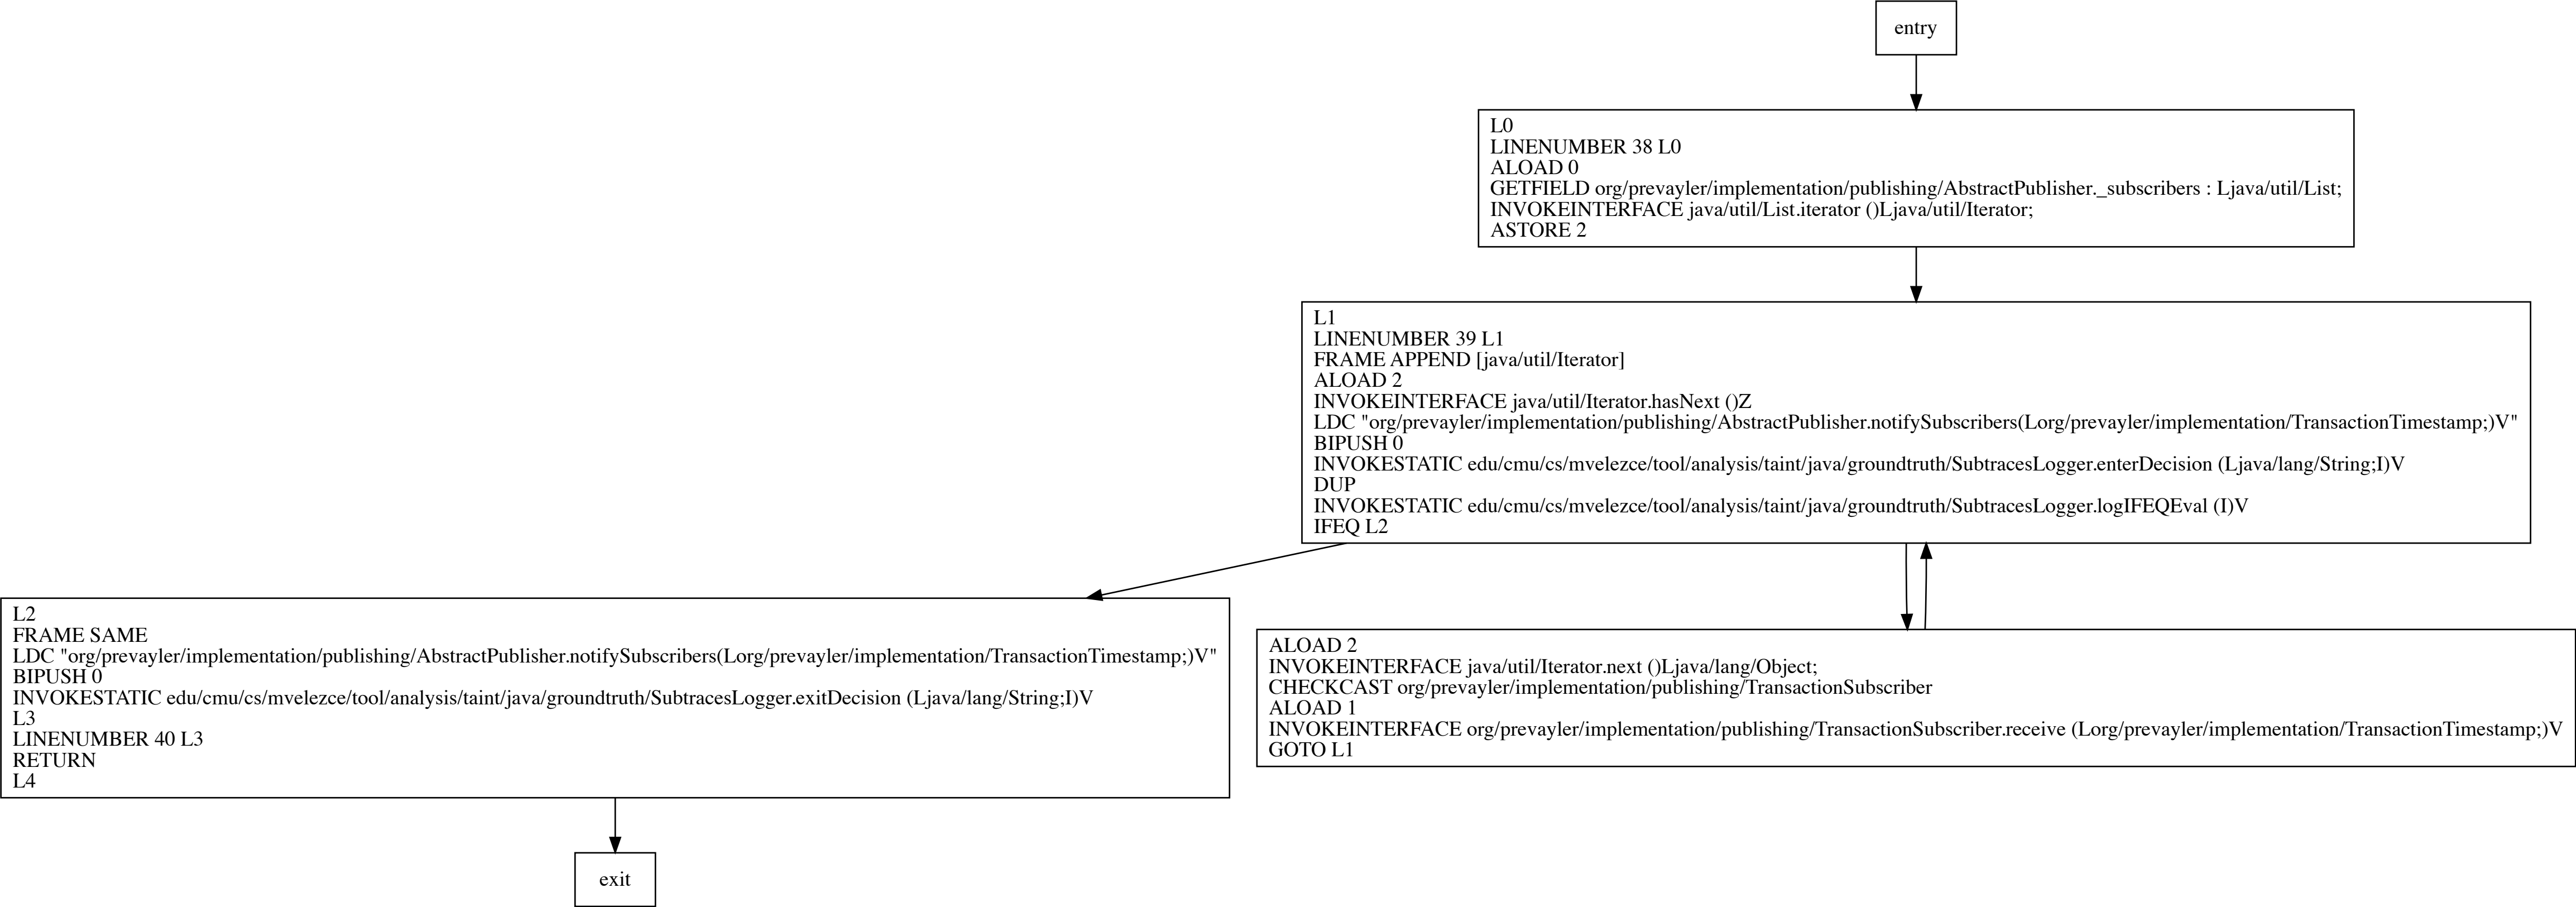 entry
L0
LINENUMBER 38 L0
ALOAD 0
GETFIELD org/prevayler/implementation/publishing/AbstractPublisher._subscribers : Ljava/util/List;
INVOKEINTERFACE java/util/List.iterator ()Ljava/util/Iterator;
ASTORE 2
L1
LINENUMBER 39 L1
FRAME APPEND [java/util/Iterator]
ALOAD 2
INVOKEINTERFACE java/util/Iterator.hasNext ()Z
LDC "org/prevayler/implementation/publishing/AbstractPublisher.notifySubscribers(Lorg/prevayler/implementation/TransactionTimestamp;)V"
BIPUSH 0
INVOKESTATIC edu/cmu/cs/mvelezce/tool/analysis/taint/java/groundtruth/SubtracesLogger.enterDecision (Ljava/lang/String;I)V
DUP
INVOKESTATIC edu/cmu/cs/mvelezce/tool/analysis/taint/java/groundtruth/SubtracesLogger.logIFEQEval (I)V
IFEQ L2
L2
FRAME SAME
LDC "org/prevayler/implementation/publishing/AbstractPublisher.notifySubscribers(Lorg/prevayler/implementation/TransactionTimestamp;)V"
BIPUSH 0
INVOKESTATIC edu/cmu/cs/mvelezce/tool/analysis/taint/java/groundtruth/SubtracesLogger.exitDecision (Ljava/lang/String;I)V
L3
LINENUMBER 40 L3
RETURN
L4
ALOAD 2
INVOKEINTERFACE java/util/Iterator.next ()Ljava/lang/Object;
CHECKCAST org/prevayler/implementation/publishing/TransactionSubscriber
ALOAD 1
INVOKEINTERFACE org/prevayler/implementation/publishing/TransactionSubscriber.receive (Lorg/prevayler/implementation/TransactionTimestamp;)V
GOTO L1
exit